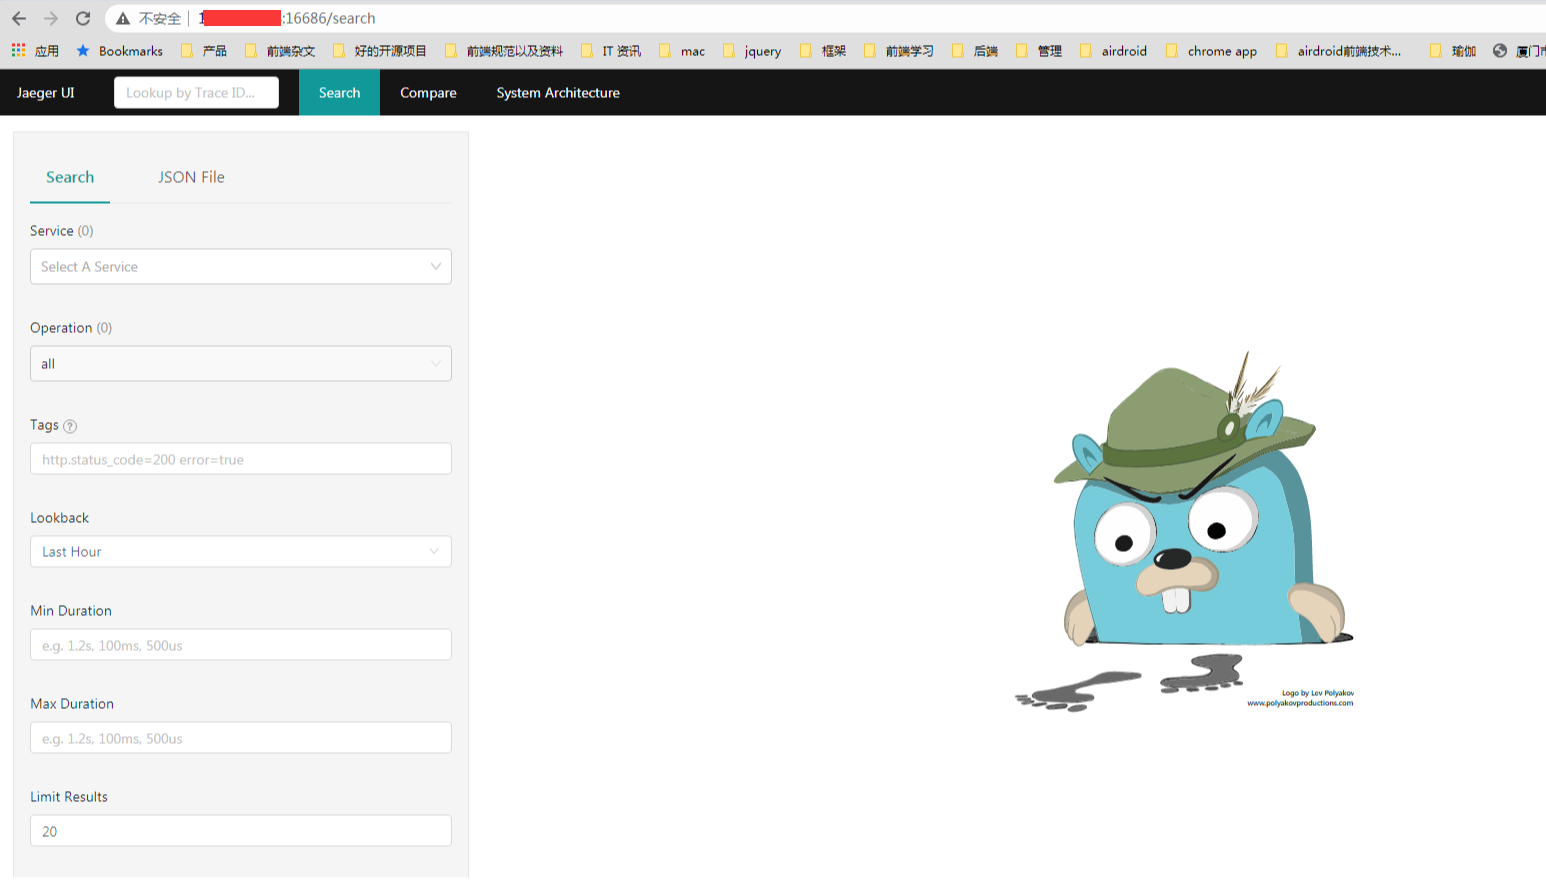 不安全 1 :16686/search
应用 Bookmarks 产品 前端杂文 好的开源项目 前端规范以及资料 IT 资讯 mac jquery 框架 前端学习 后端 管理 airdroid chrome app airdroid前端技术... 瑜伽 厦门市
Jaeger UI Lookup by Trace ID... Search Compare System Architecture
Search JSON File
Service (0)
Select A Service
Operation (0)
all
Tags ?
http.status_code=200 error=true
Lookback
Last Hour
Min Duration
e.g. 1.2s, 100ms, 500us
Max Duration
e.g. 1.2s, 100ms, 500us
Limit Results
20
Logo by Lev Polyakov
www.polyakovproductions.com